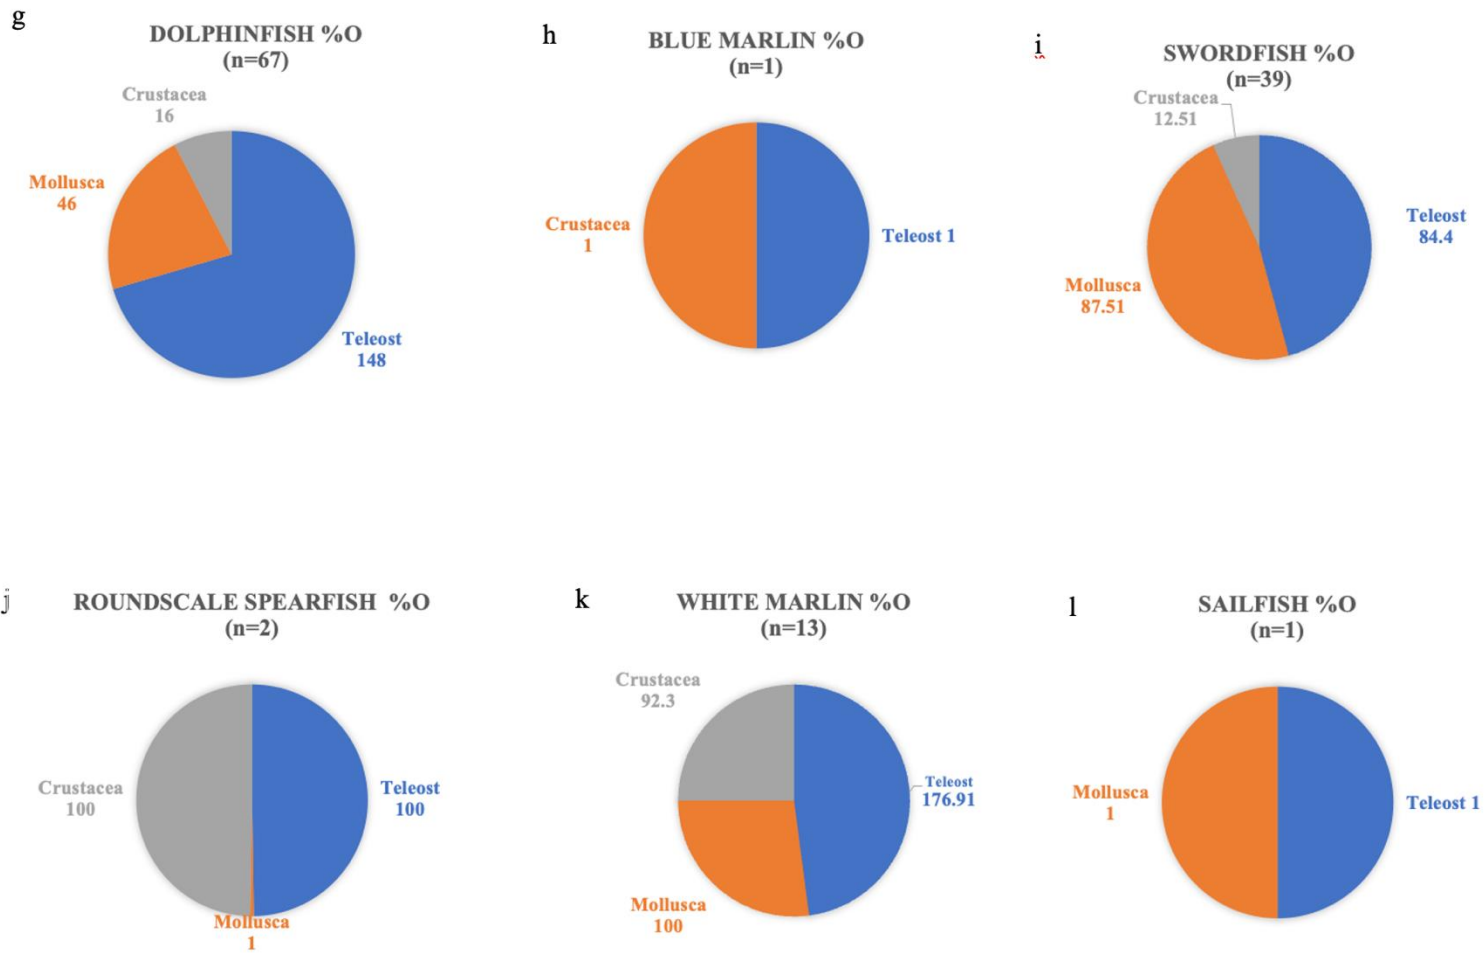 g
DOLPHINFISH %O
(n=67)
Crustacea
16
Mollusca
46
Teleost
148
h
BLUE MARLIN %O
(n=1)
Crustacea
1
Teleost 1
i
SWORDFISH %O
(n=39)
Crustacea
12.51
Teleost
84.4
Mollusca
87.51
j
ROUNDSCALE SPEARFISH %O
(n=2)
Crustacea
100
Teleost
100
Mollusca
1
k
WHITE MARLIN %O
(n=13)
Crustacea
92.3
Teleost
176.91
Mollusca
100
l
SAILFISH %O
(n=1)
Mollusca
1
Teleost 1